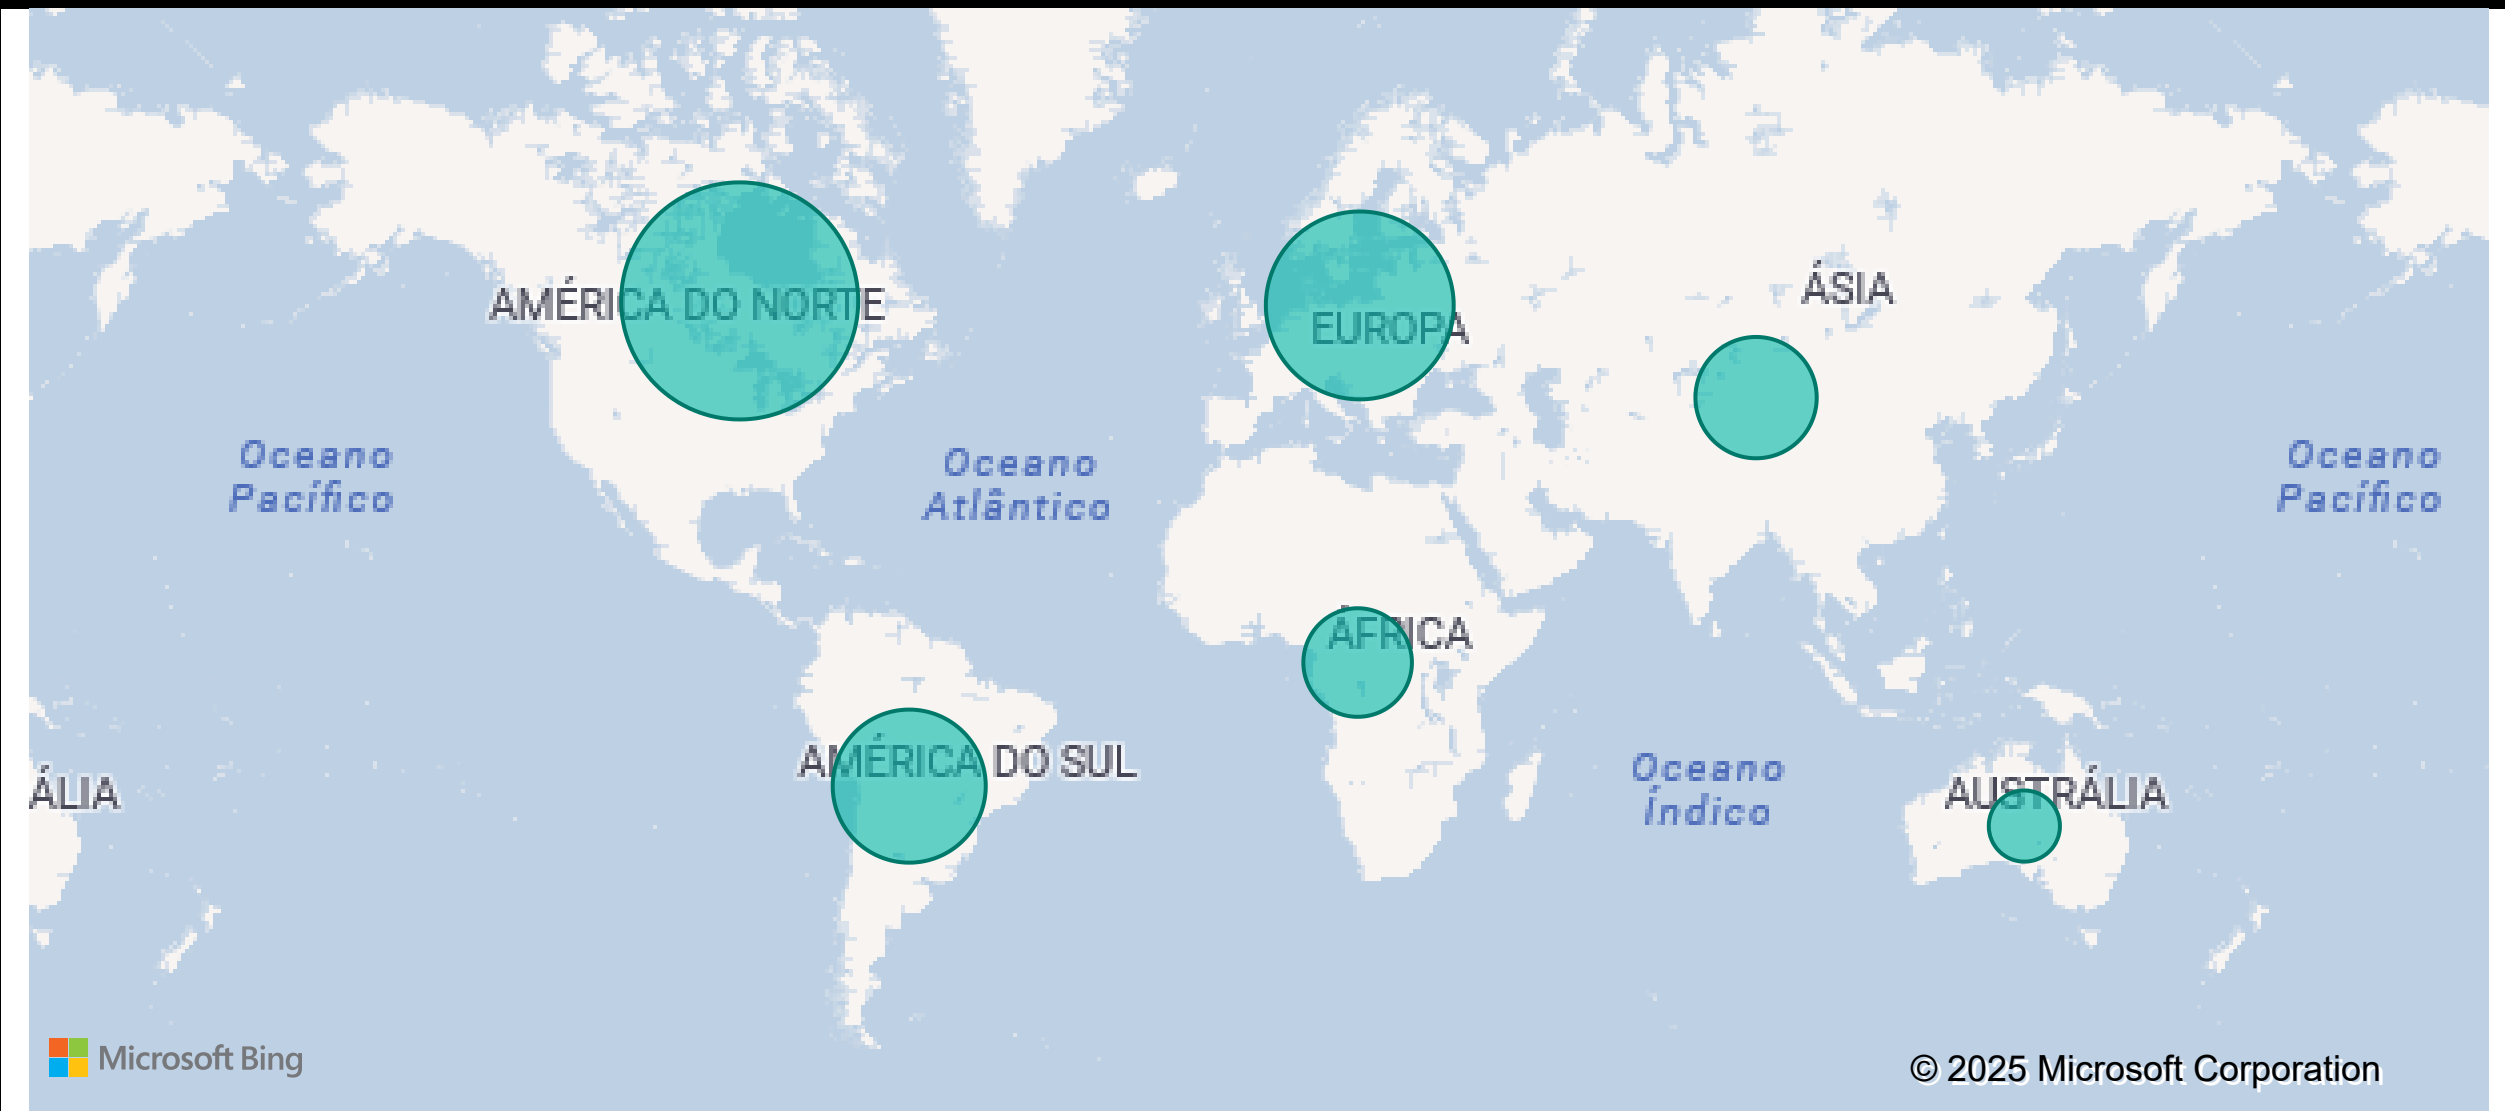 AMÉRICA DO NORTE
EUROPA
ÁSIA
Oceano
Pacífico
Oceano
Atlântico
Oceano
Pacífico
ÁFRICA
AMÉRICA DO SUL
Oceano
Índico
ÁLIA
AUSTRÁLIA
Microsoft Bing
© 2025 Microsoft Corporation